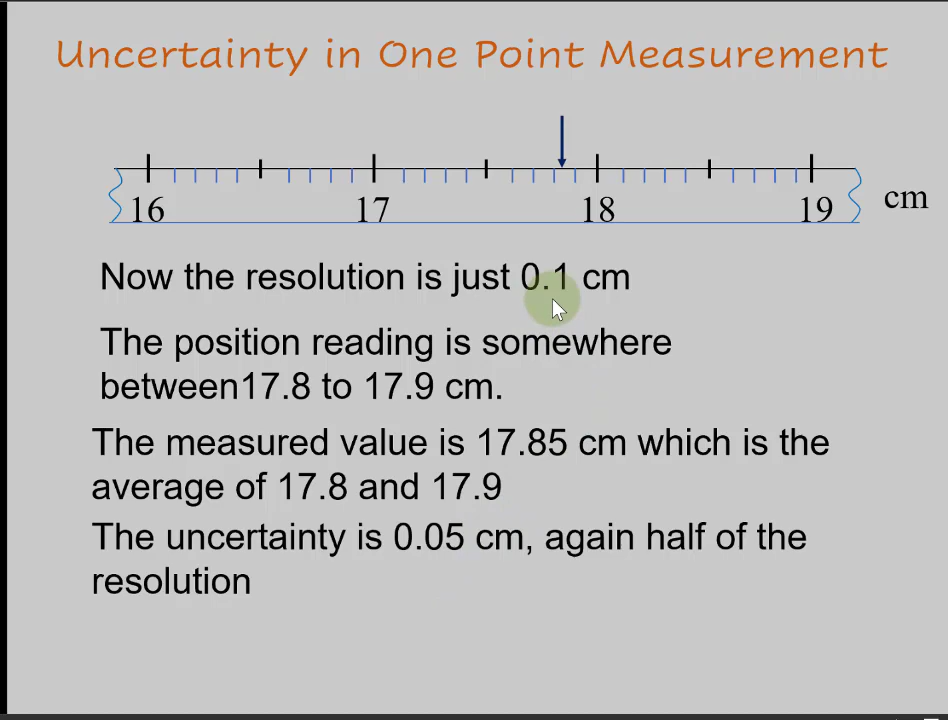 Uncertainty in One Point Measurement
16 17 18 19 cm
Now the resolution is just 0.1 cm
The position reading is somewhere
between17.8 to 17.9 cm.
The measured value is 17.85 cm which is the
average of 17.8 and 17.9
The uncertainty is 0.05 cm, again half of the
resolution